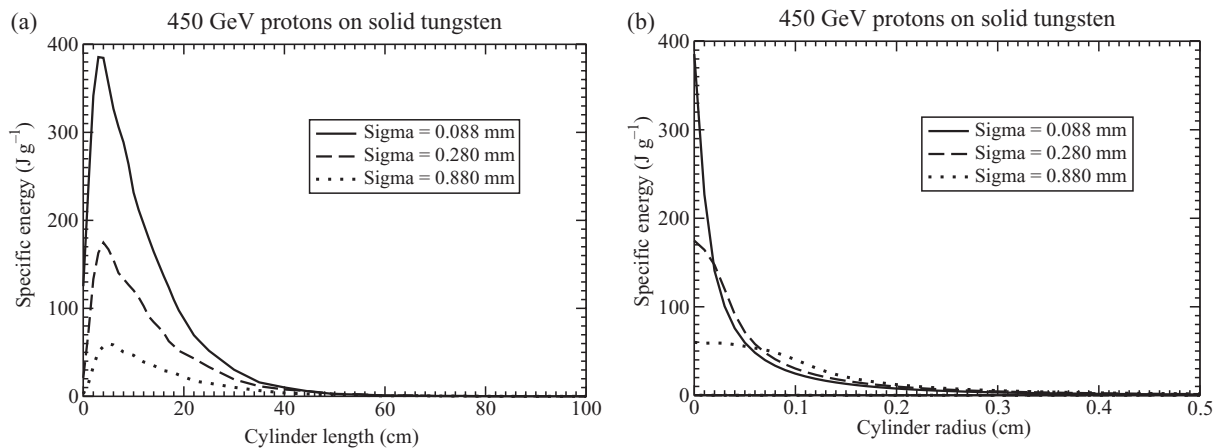 (a)
450 GeV protons on solid tungsten
400
300
200
100
0
Specific energy (J g⁻¹)
Sigma = 0.088 mm
Sigma = 0.280 mm
Sigma = 0.880 mm
0 20 40 60 80 100
Cylinder length (cm)
(b)
450 GeV protons on solid tungsten
400
300
200
100
0
Specific energy (J g⁻¹)
Sigma = 0.088 mm
Sigma = 0.280 mm
Sigma = 0.880 mm
0 0.1 0.2 0.3 0.4 0.5
Cylinder radius (cm)